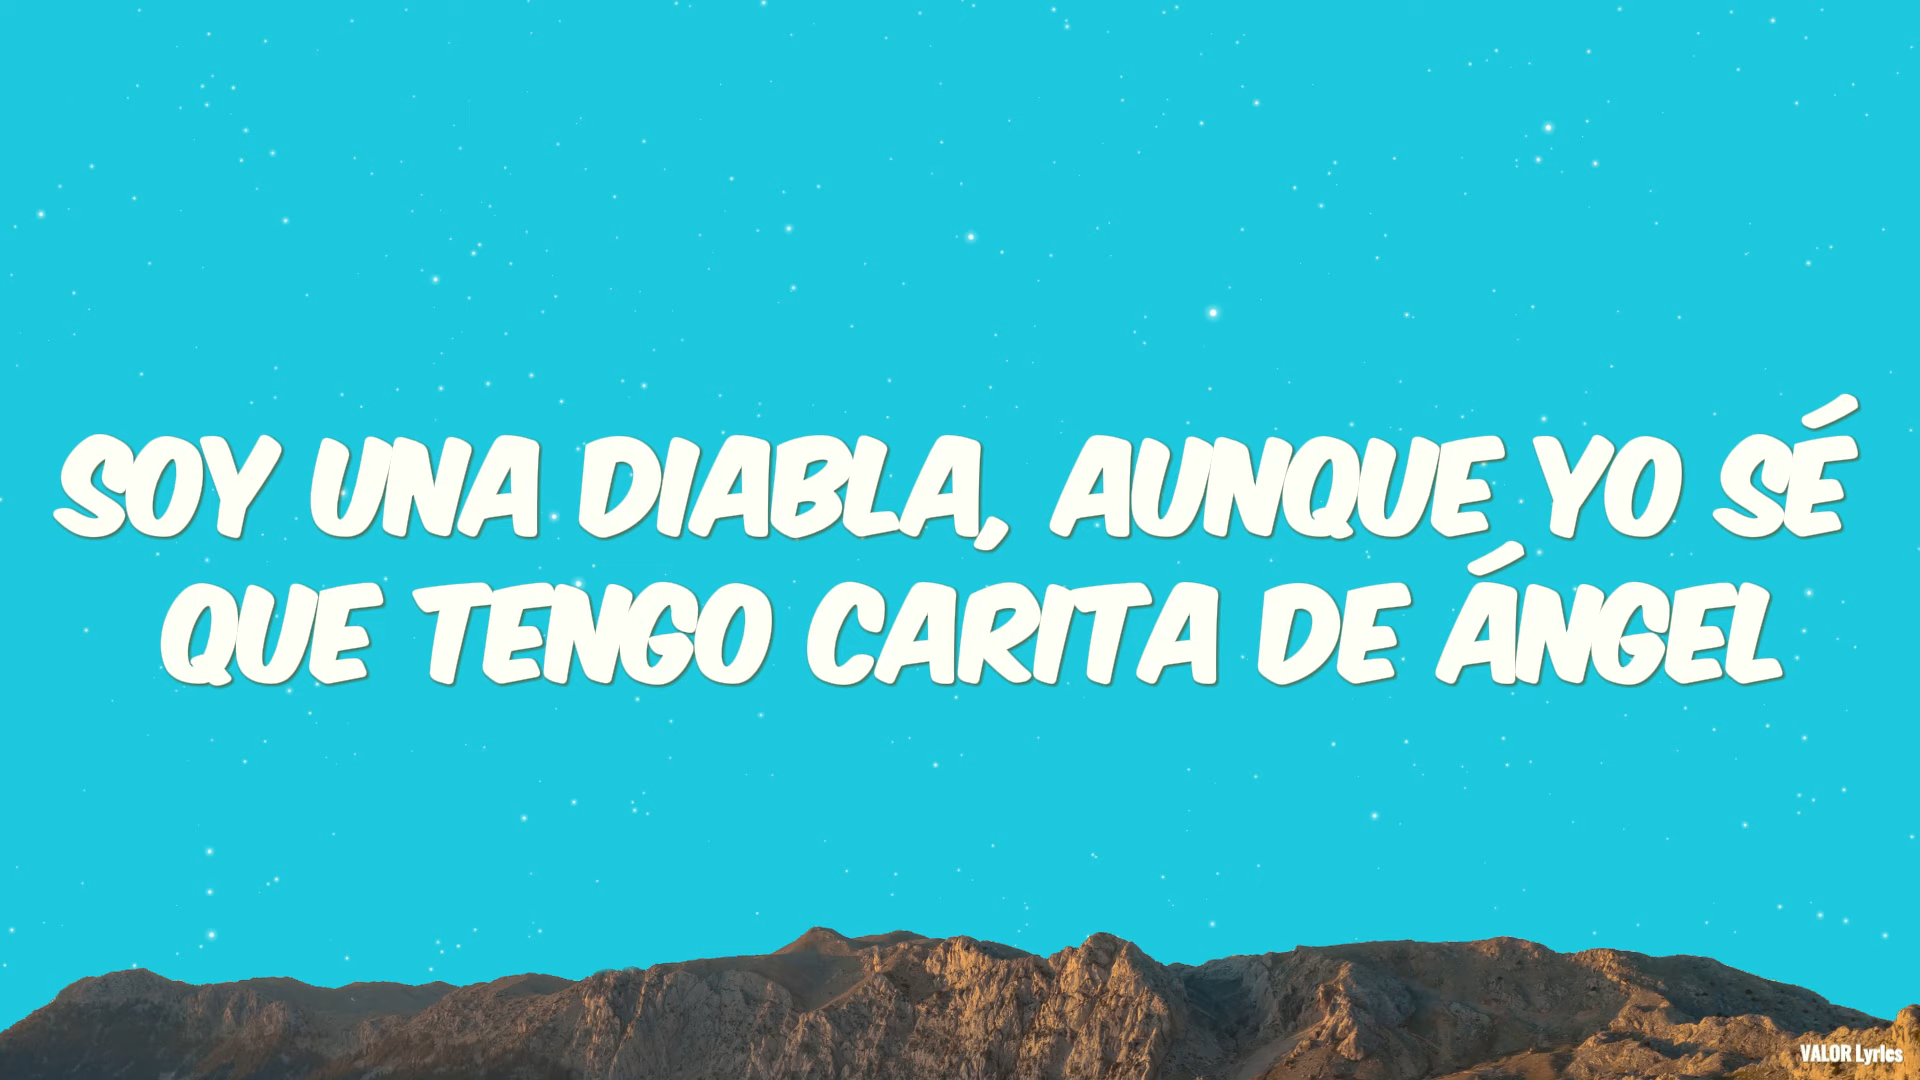 SOY UNA DIABLA, AUNQUE YO SÉ
QUE TENGO CARITA DE ÁNGEL
VALOR Lyrics